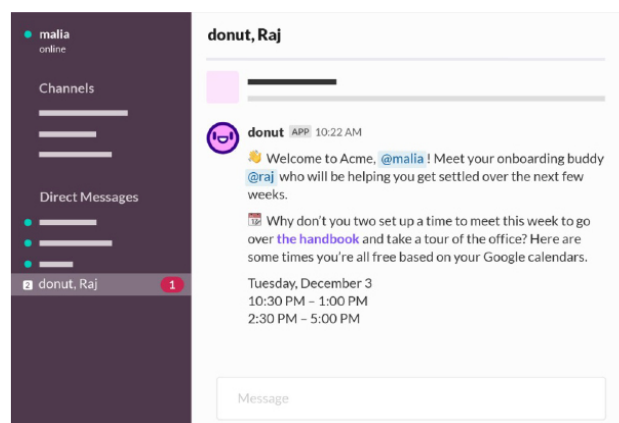 malia
online
Channels
Direct Messages
2 donut, Raj 1
donut, Raj
donut APP 10:22 AM
👋 Welcome to Acme, @malia! Meet your onboarding buddy
@raj who will be helping you get settled over the next few
weeks.
📆 Why don’t you two set up a time to meet this week to go
over the handbook and take a tour of the office? Here are
some times you’re all free based on your Google calendars.
Tuesday, December 3
10:30 PM – 1:00 PM
2:30 PM – 5:00 PM
Message